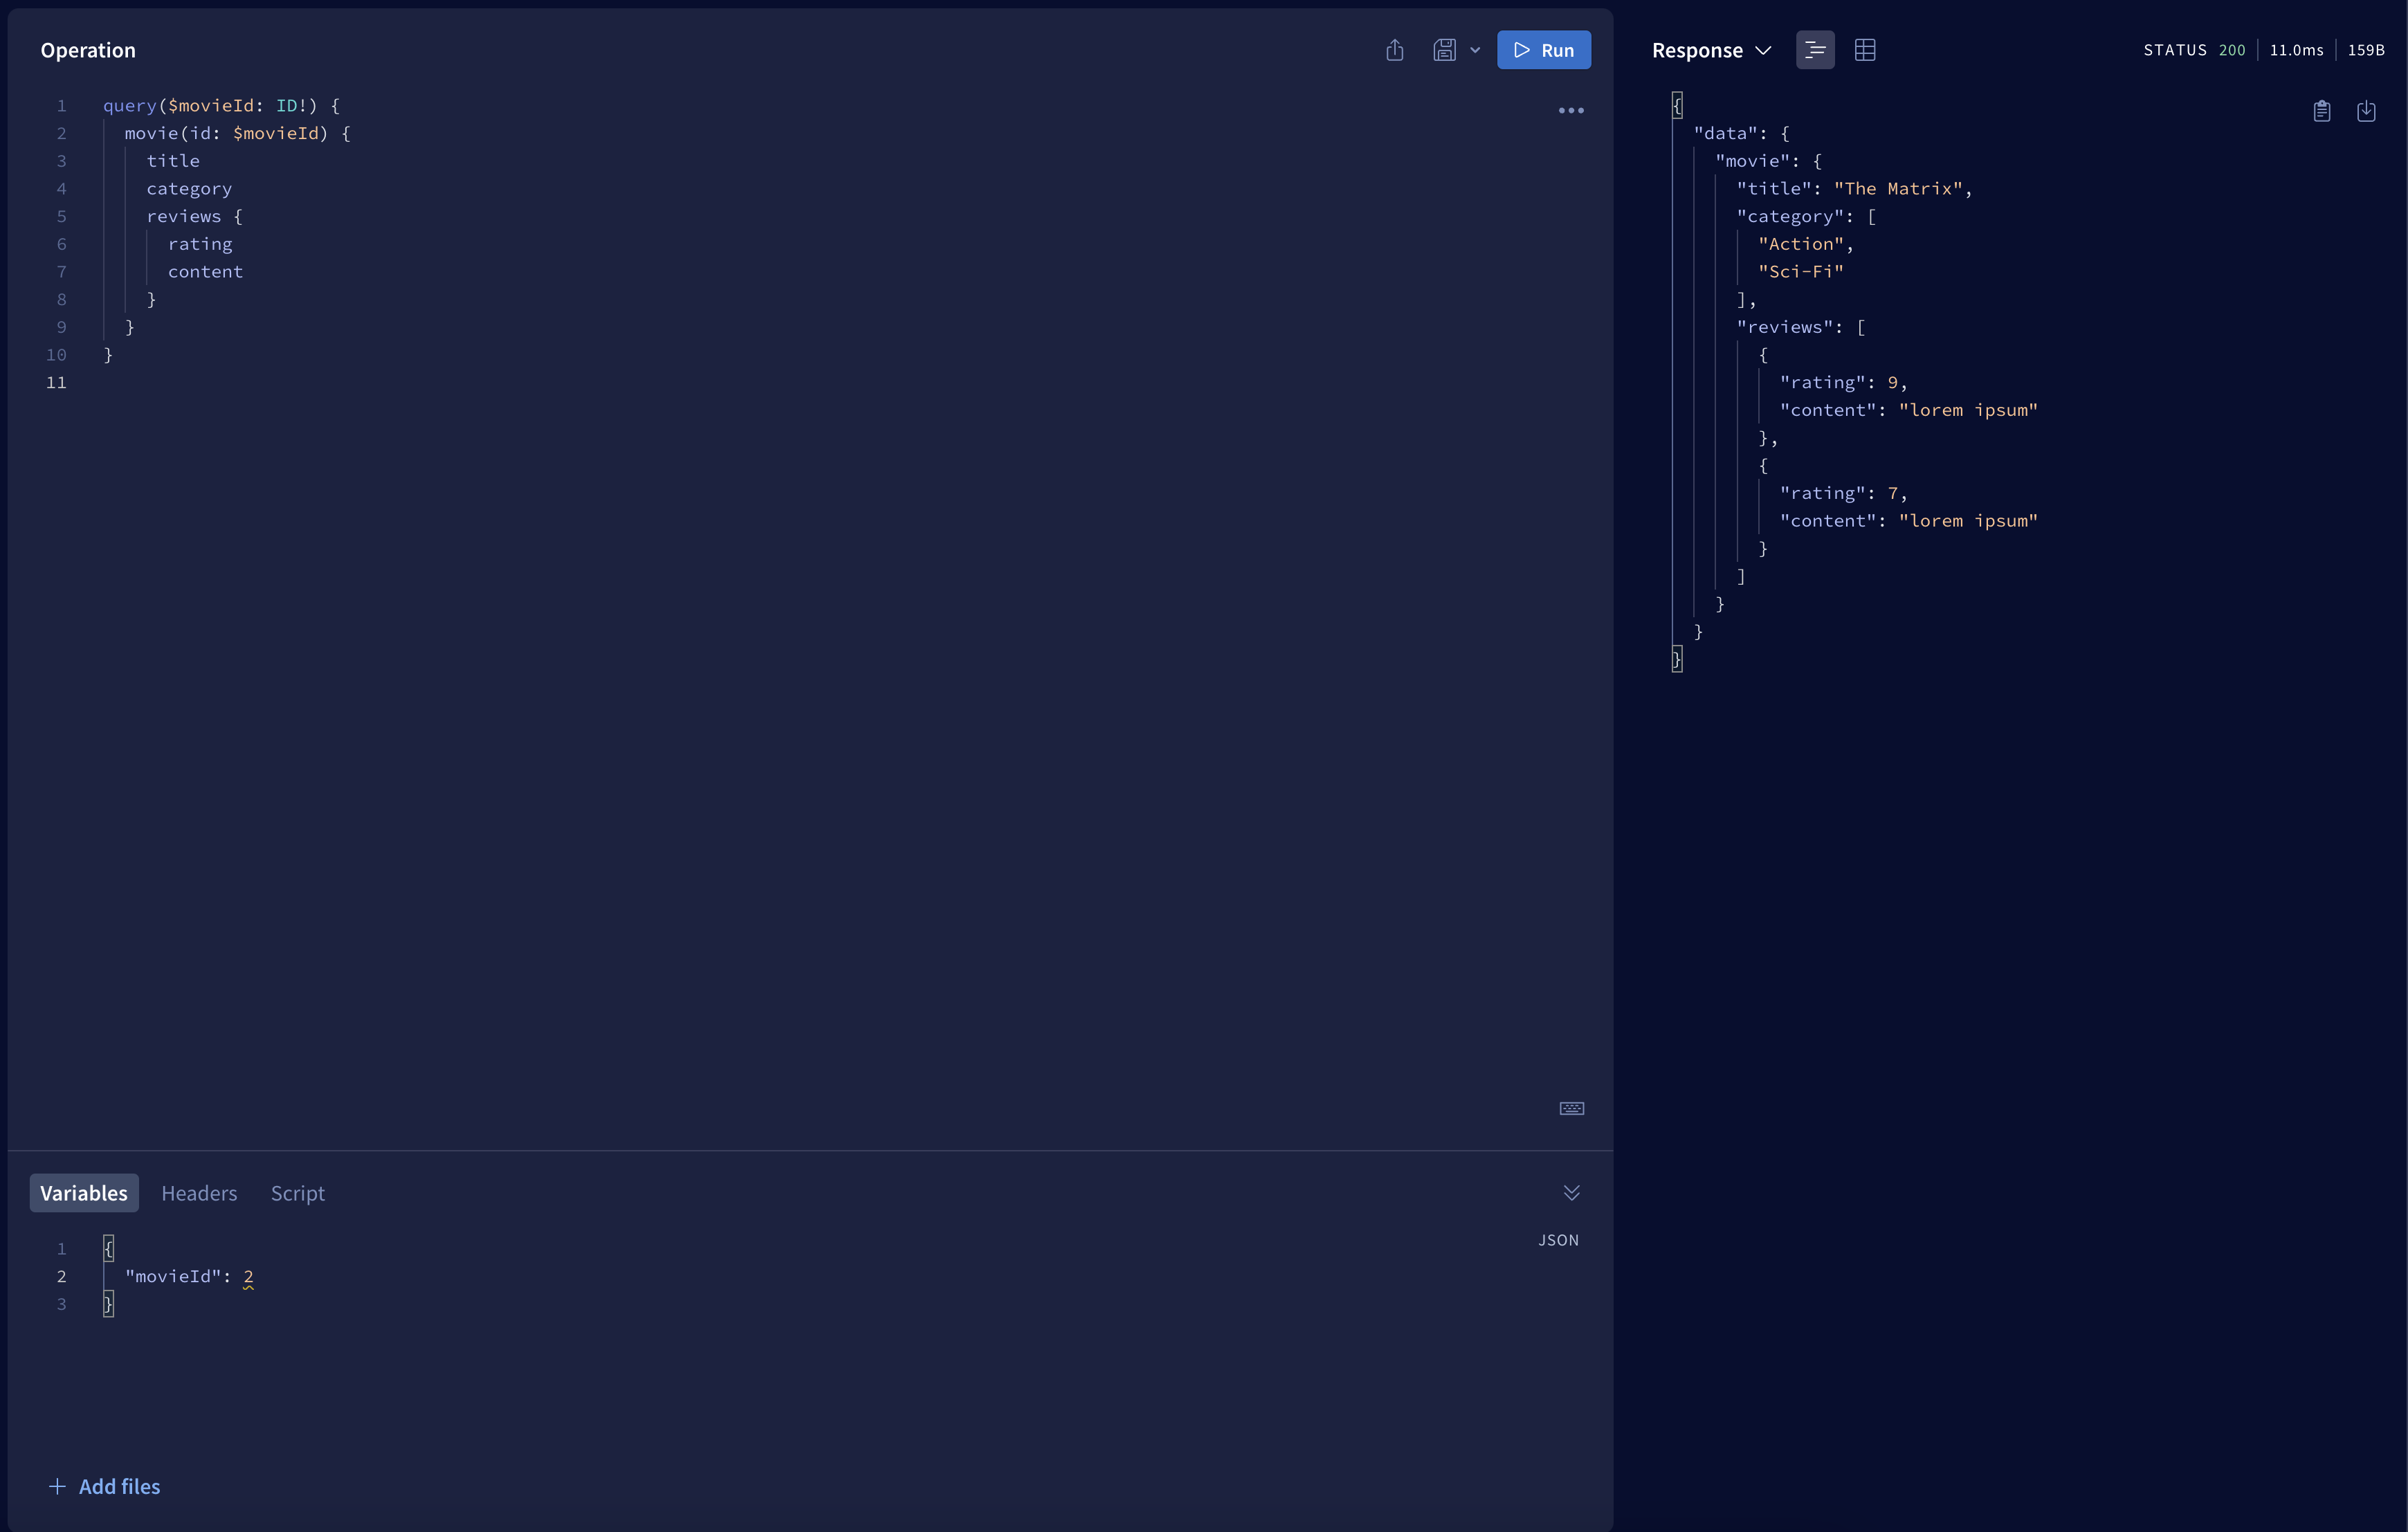 Operation
Run
1 query($movieId: ID!) {
2 movie(id: $movieId) {
3 title
4 category
5 reviews {
6 rating
7 content
8 }
9 }
10 }
11
Variables Headers Script
JSON
1 {
2 "movieId": 2
3 }
+ Add files
Response
STATUS 200 11.0ms 159B
{
"data": {
"movie": {
"title": "The Matrix",
"category": [
"Action",
"Sci-Fi"
],
"reviews": [
{
"rating": 9,
"content": "lorem ipsum"
},
{
"rating": 7,
"content": "lorem ipsum"
}
]
}
}
}